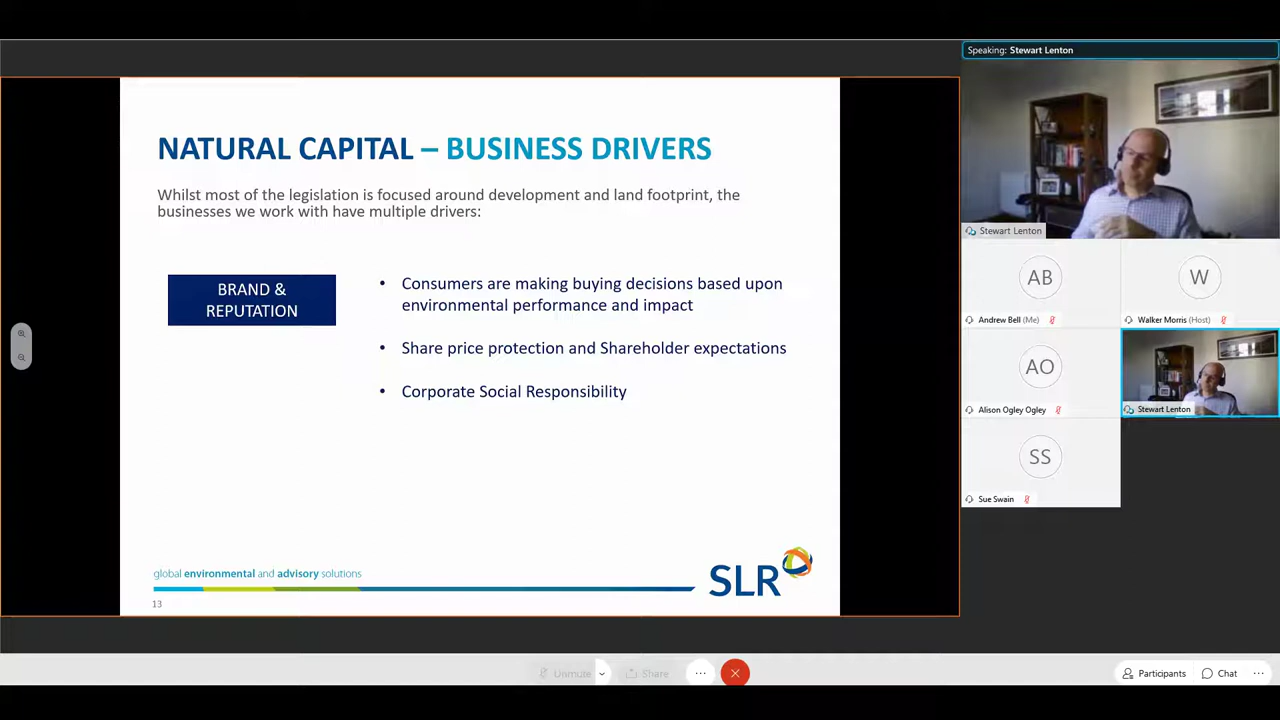 Speaking: Stewart Lenton
NATURAL CAPITAL – BUSINESS DRIVERS
Whilst most of the legislation is focused around development and land footprint, the
businesses we work with have multiple drivers:
BRAND &
REPUTATION
• Consumers are making buying decisions based upon
environmental performance and impact
• Share price protection and Shareholder expectations
• Corporate Social Responsibility
global environmental and advisory solutions
SLR
13
Stewart Lenton
AB
W
Andrew Bell (Me)
Walker Morris (Host)
AO
Alison Ogley Ogley
Stewart Lenton
SS
Sue Swain
Unmute
Share
Participants
Chat